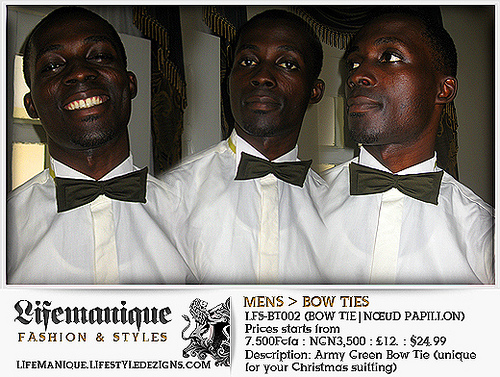 Lifemanique
FASHION & STYLES
LIFEMANIQUE.LIFESTYLEDEZIGNS.COM
MENS > BOW TIES
LFS-BT002 (BOW TIE|NŒUD PAPILLON)
Prices starts from
7.500Fcfa : NGN3,500 : £12. : $24.99
Description: Army Green Bow Tie (unique
for your Christmas suiting)